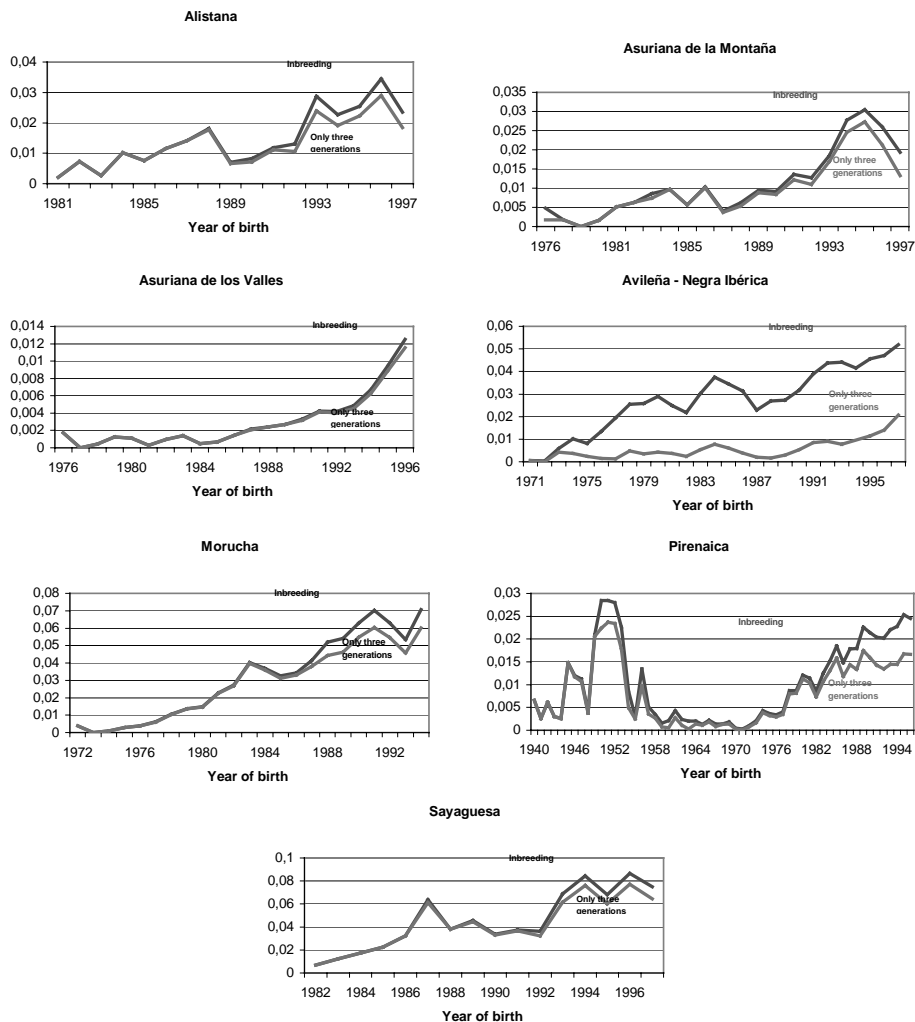 Alistana
0,04
0,03
0,02
0,01
0
Inbreeding
Only three
generations
1981 1985 1989 1993 1997
Year of birth
Asuriana de la Montaña
0,035
0,03
0,025
0,02
0,015
0,01
0,005
0
Inbreeding
Only three
generations
1976 1981 1985 1989 1993 1997
Asuriana de los Valles
0,014
0,012
0,01
0,008
0,006
0,004
0,002
0
Inbreeding
Only three
generations
1976 1980 1984 1988 1992 1996
Year of birth
Avileña - Negra Ibérica
0,06
0,05
0,04
0,03
0,02
0,01
0
Inbreeding
Only three
generations
1971 1975 1979 1983 1987 1991 1995
Year of birth
Morucha
0,08
0,07
0,06
0,05
0,04
0,03
0,02
0,01
0
Inbreeding
Only three
generations
1972 1976 1980 1984 1988 1992
Year of birth
Pirenaica
0,03
0,025
0,02
0,015
0,01
0,005
0
Inbreeding
Only three
generations
1940 1946 1952 1958 1964 1970 1976 1982 1988 1994
Year of birth
Sayaguesa
0,1
0,08
0,06
0,04
0,02
0
Inbreeding
Only three
generations
1982 1984 1986 1988 1990 1992 1994 1996
Year of birth